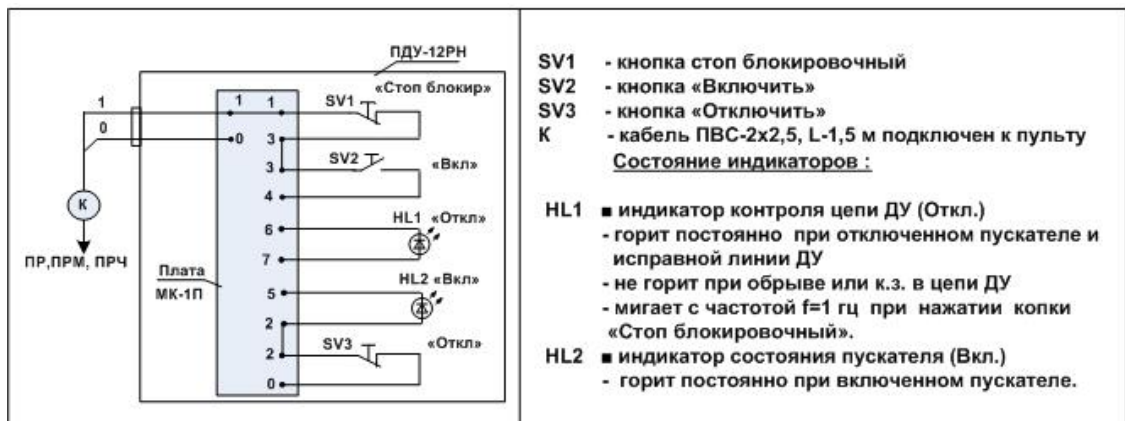 ПДУ-12РН
«Стоп блокир»
1
0
1
1
0
SV1
3
3
SV2
«Вкл»
4
К
HL1
«Откл»
6
7
ПР,ПРМ, ПРЧ
Плата
МК-1П
HL2 «Вкл»
5
2
SV3
«Откл»
2
0
SV1 - кнопка стоп блокировочный
SV2 - кнопка «Включить»
SV3 - кнопка «Отключить»
К - кабель ПВС-2х2,5, L-1,5 м подключен к пульту
Состояние индикаторов :
HL1 ■ индикатор контроля цепи ДУ (Откл.)
- горит постоянно при отключенном пускателе и
исправной линии ДУ
- не горит при обрыве или к.з. в цепи ДУ
- мигает с частотой f=1 гц при нажатии копки
«Стоп блокировочный».
HL2 ■ индикатор состояния пускателя (Вкл.)
- горит постоянно при включенном пускателе.